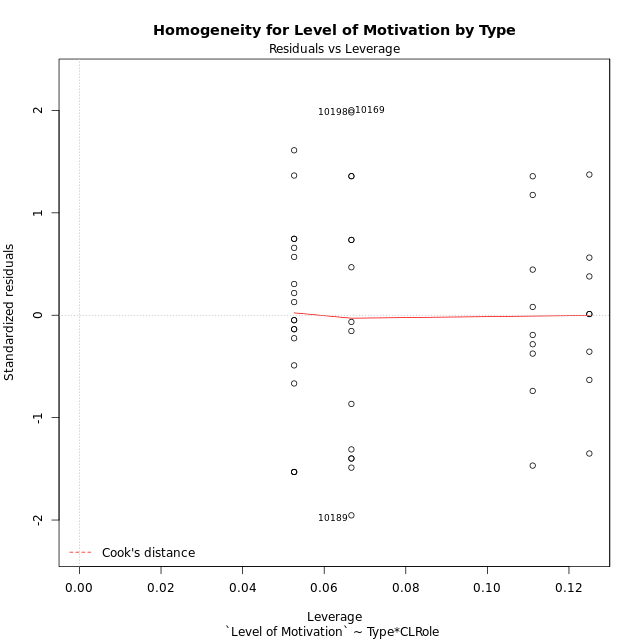 Homogeneity for Level of Motivation by Type
Residuals vs Leverage
Standardized residuals
2
1
0
-1
-2
10198
10169
10189
Cook's distance
0.00 0.02 0.04 0.06 0.08 0.10 0.12
Leverage
`Level of Motivation` ~ Type*CLRole